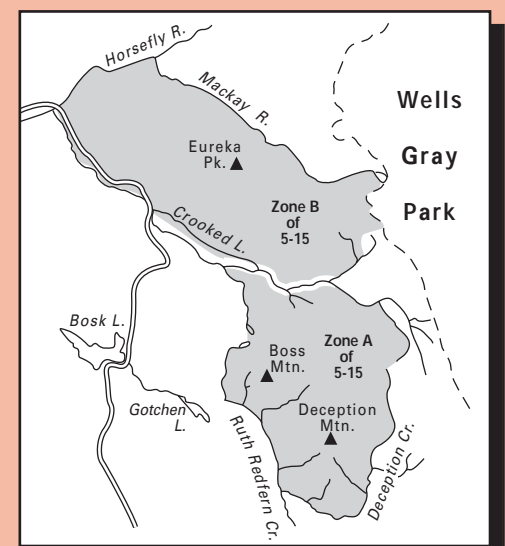 Horsefly R.
Mackay R.
Wells
Gray
Park
Eureka
Pk.
Zone B
of
5-15
Crooked L.
Bosk L.
Boss
Mtn.
Zone A
of
5-15
Gotchen
L.
Deception
Mtn.
Ruth Redfern Cr.
Deception Cr.